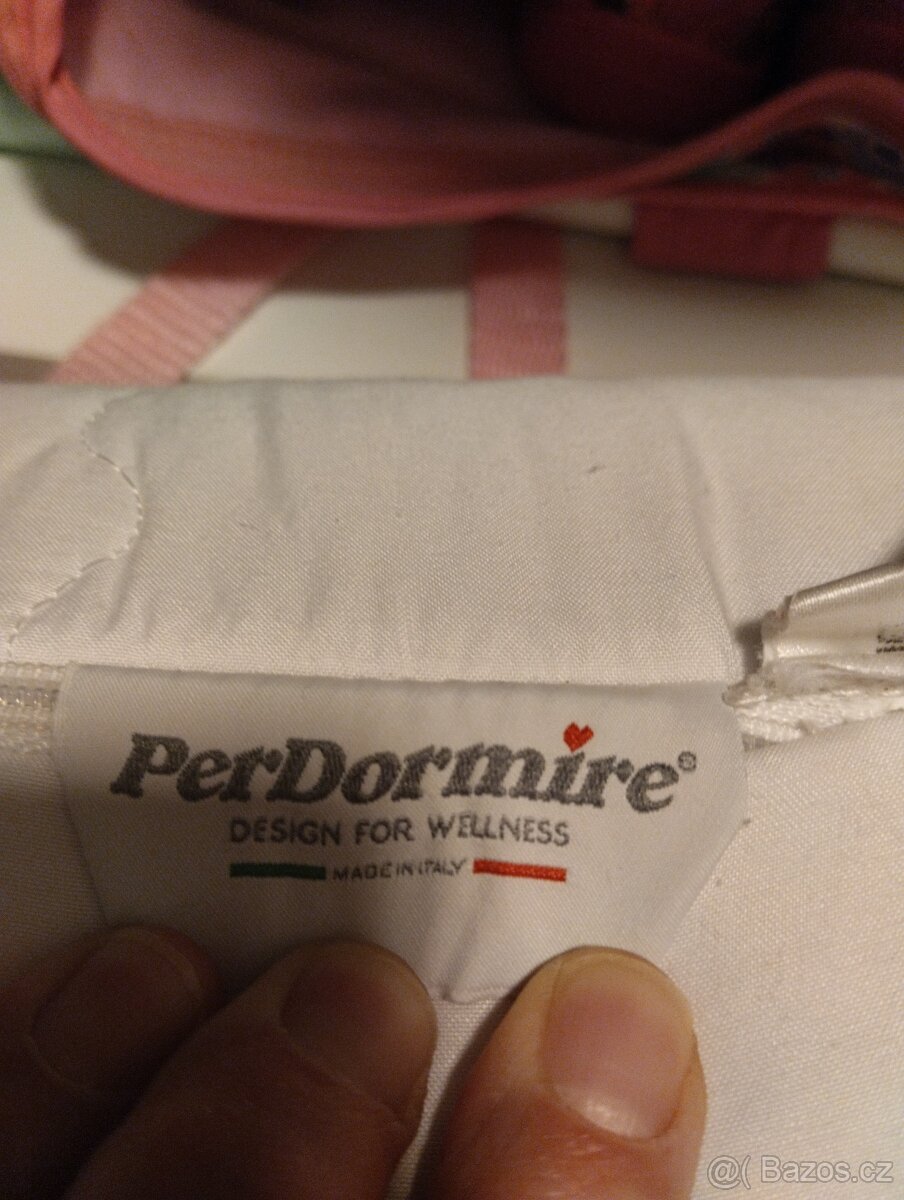 PerDormire®
DESIGN FOR WELLNESS
MADE IN ITALY
@( Bazos.cz